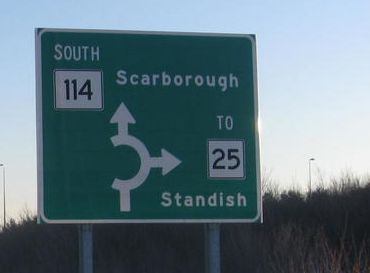 SOUTH
114
Scarborough
TO
25
Standish